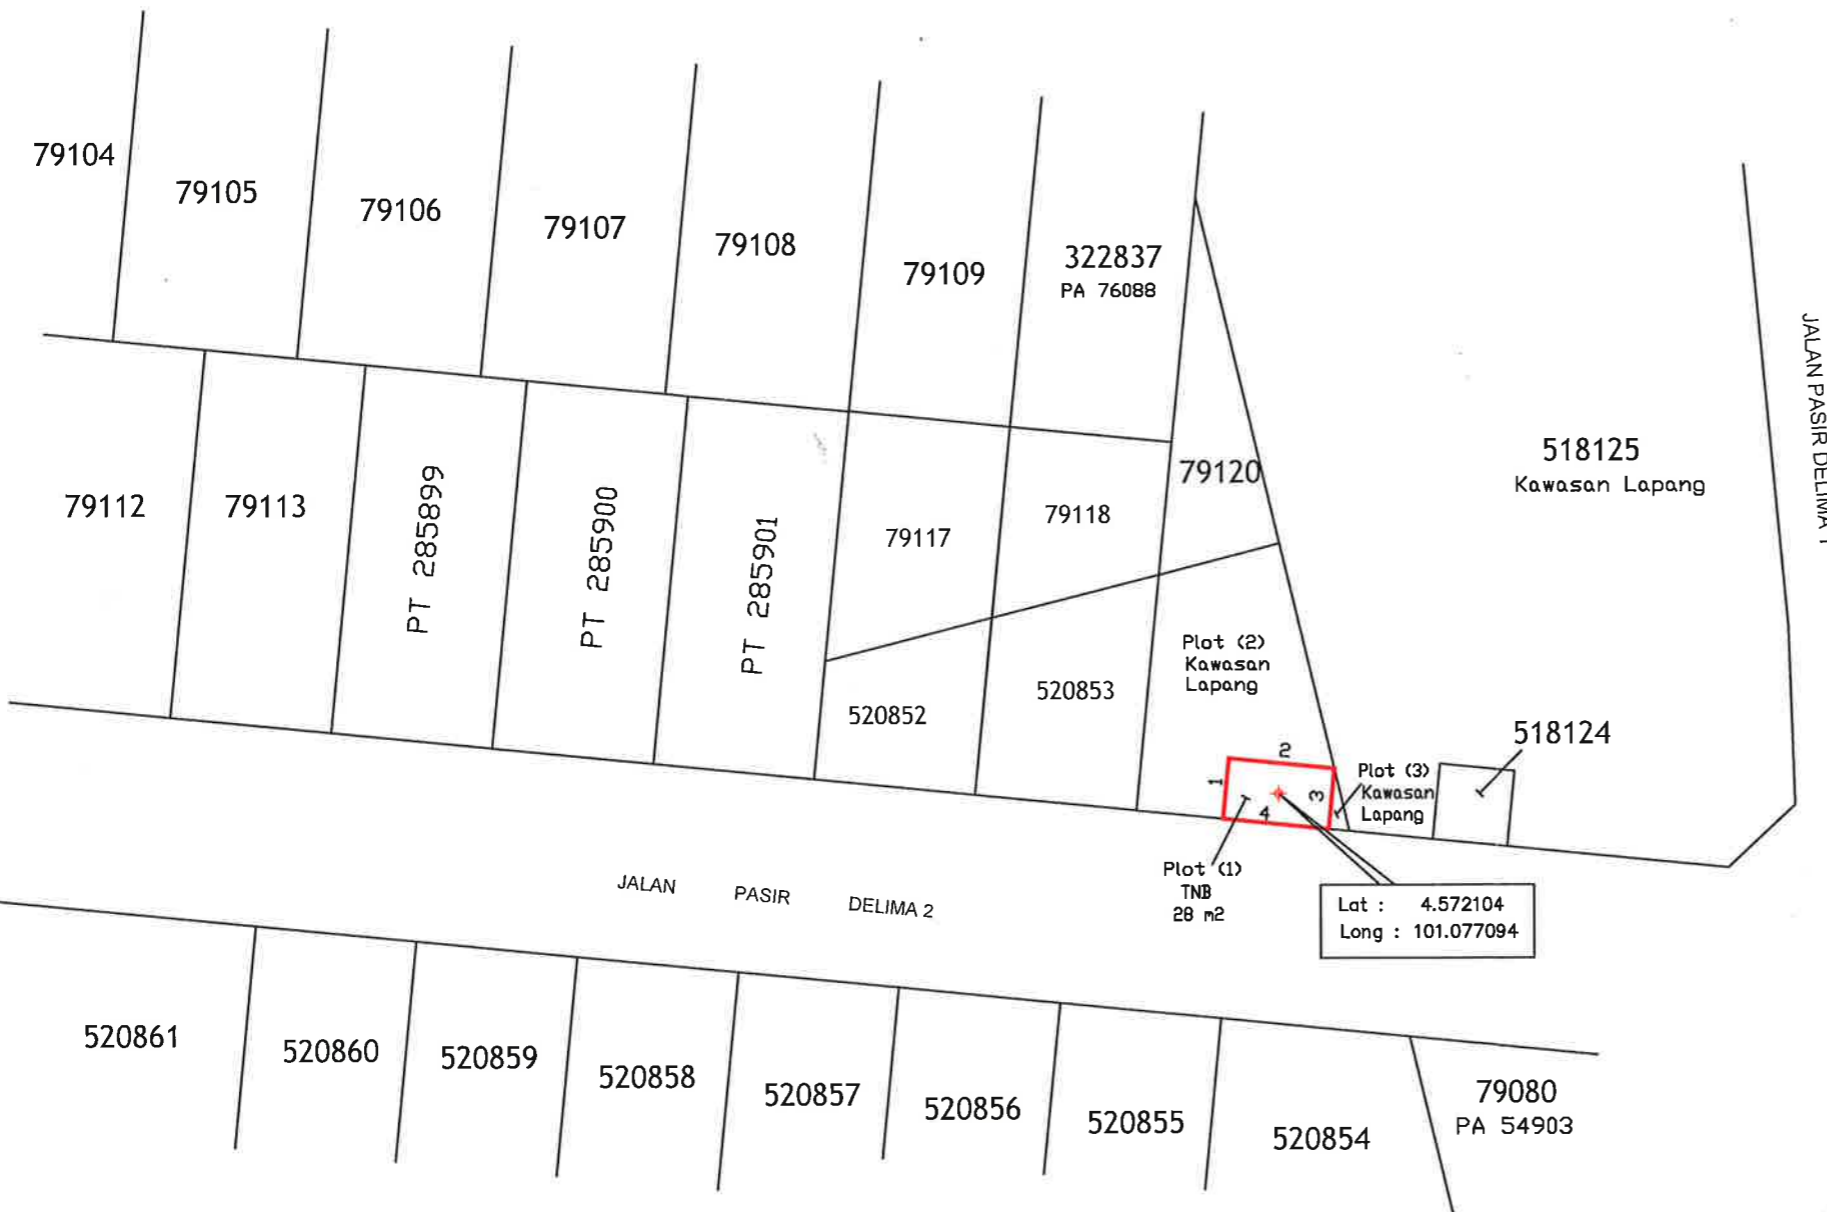 79104
79105
79106
79107
79108
79109
322837
PA 76088
JALAN PASIR DELIMA 1
518125
Kawasan Lapang
79112
79113
PT 285899
PT 285900
PT 285901
79117
79118
79120
520852
520853
Plot (2)
Kawasan
Lapang
518124
1
2
3
4
Plot (3)
Kawasan
Lapang
Plot (1)
TNB
28 m2
Lat : 4.572104
Long : 101.077094
JALAN PASIR DELIMA 2
520861
520860
520859
520858
520857
520856
520855
520854
79080
PA 54903